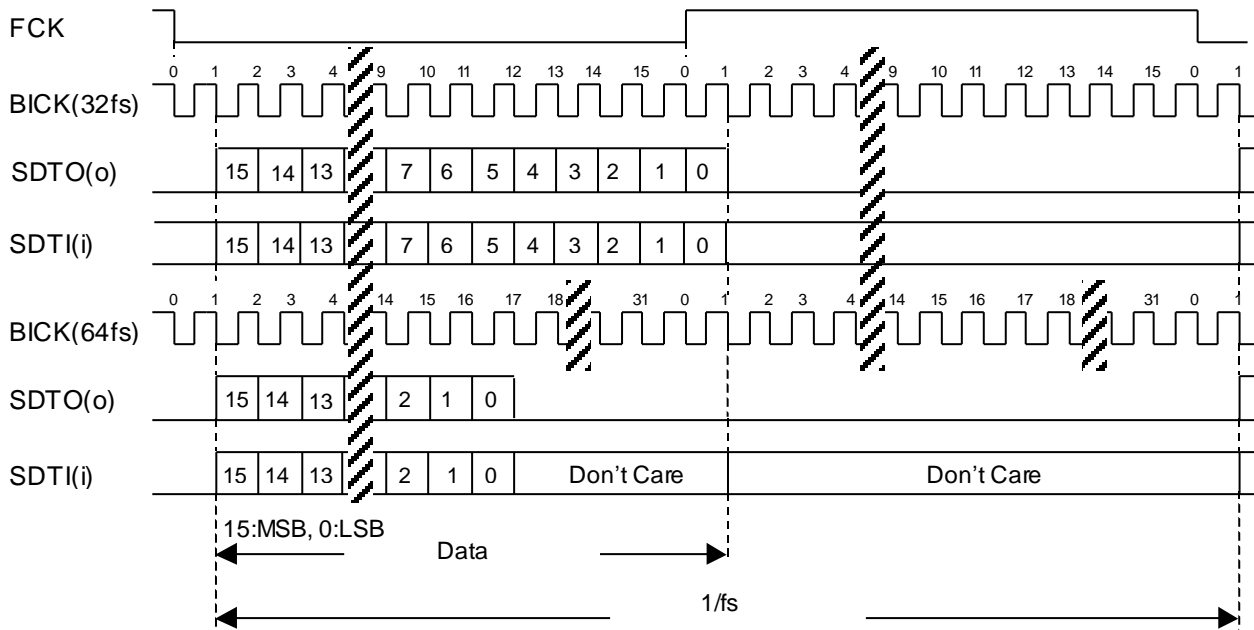 FCK
0 1 2 3 4 9 10 11 12 13 14 15 0 1 2 3 4 9 10 11 12 13 14 15 0 1
BICK(32fs)
SDTO(o) 15 14 13 7 6 5 4 3 2 1 0
SDTI(i) 15 14 13 7 6 5 4 3 2 1 0
0 1 2 3 4 14 15 16 17 18 31 0 1 2 3 4 14 15 16 17 18 31 0 1
BICK(64fs)
SDTO(o) 15 14 13 2 1 0
SDTI(i) 15 14 13 2 1 0 Don't Care Don't Care
15:MSB, 0:LSB
Data
1/fs